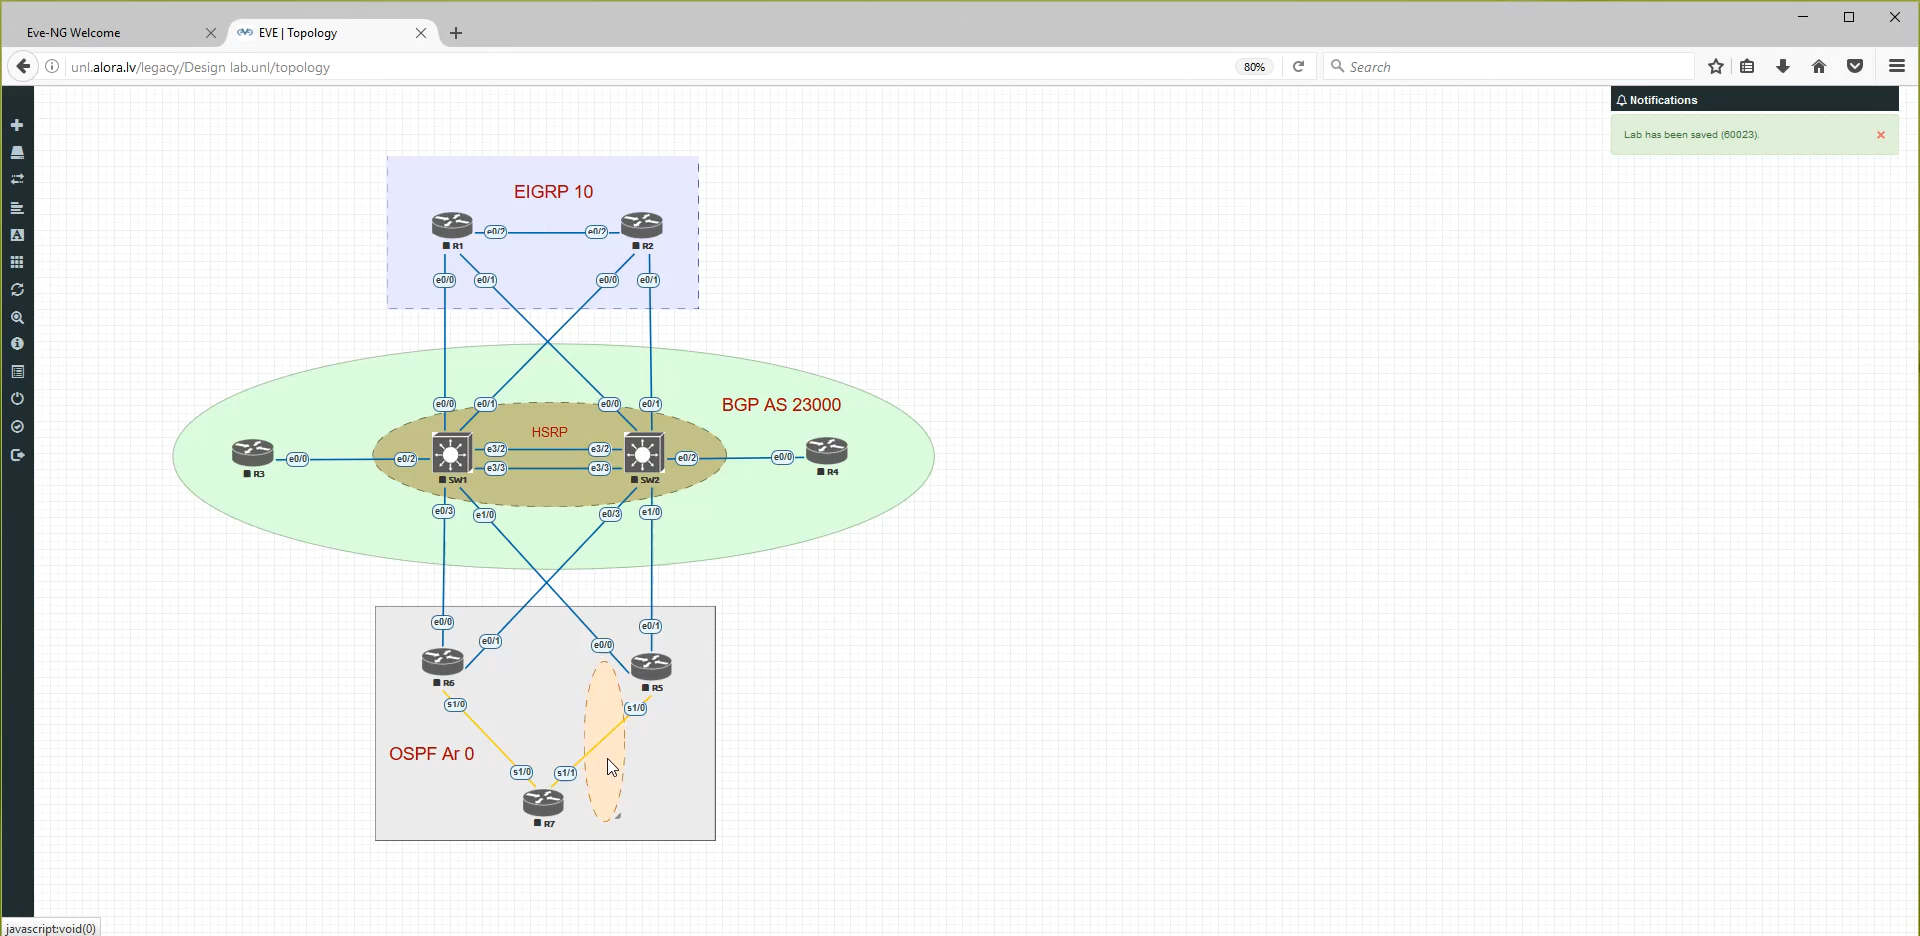 Eve-NG Welcome
EVE | Topology
unl.alora.lv/legacy/Design lab.unl/topology
80%
Search
Notifications
Lab has been saved (60023).
EIGRP 10
e0/2 e0/2
R1 R2
e0/0 e0/1 e0/0 e0/1
e0/0 e0/1 e0/0 e0/1
BGP AS 23000
HSRP
e3/2 e3/2
e0/0 e0/2 e0/2 e0/0
e3/3 e3/3
R3 R4
SW1 SW2
e0/3 e1/0 e0/3 e1/0
e0/0 e0/1
e0/1 e0/0
R6 R5
s1/0 s1/0
OSPF Ar 0
s1/0 s1/1
R7
javascript:void(0)